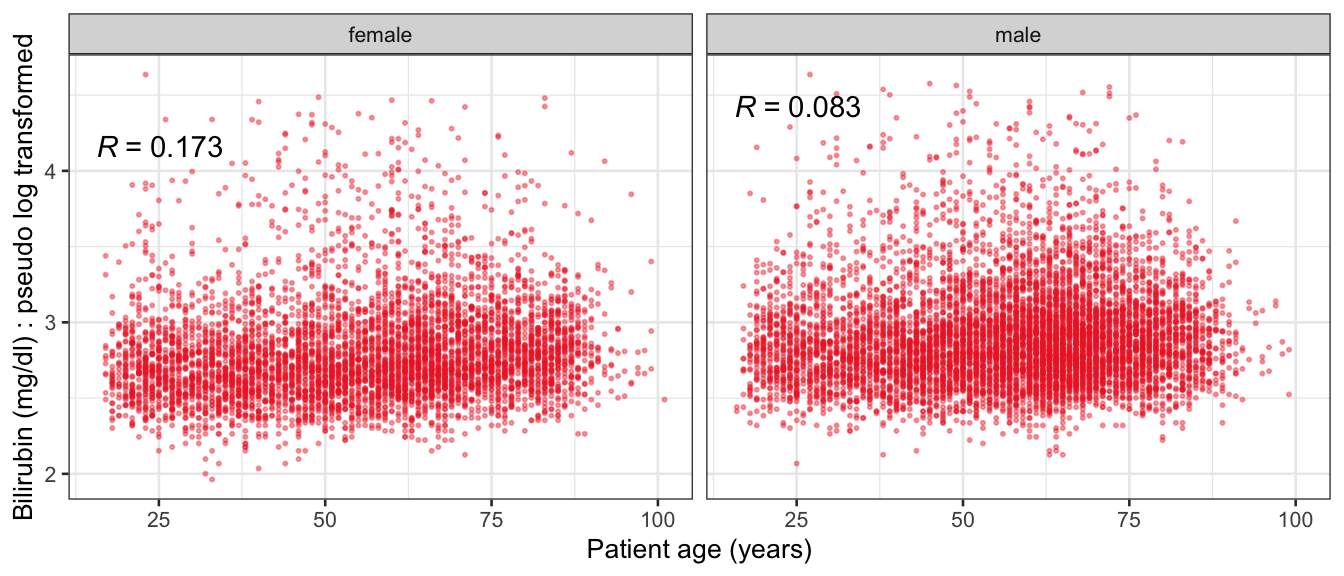 female
male
Bilirubin (mg/dl) : pseudo log transformed
R = 0.173
R = 0.083
4
3
2
25 50 75 100
25 50 75 100
Patient age (years)